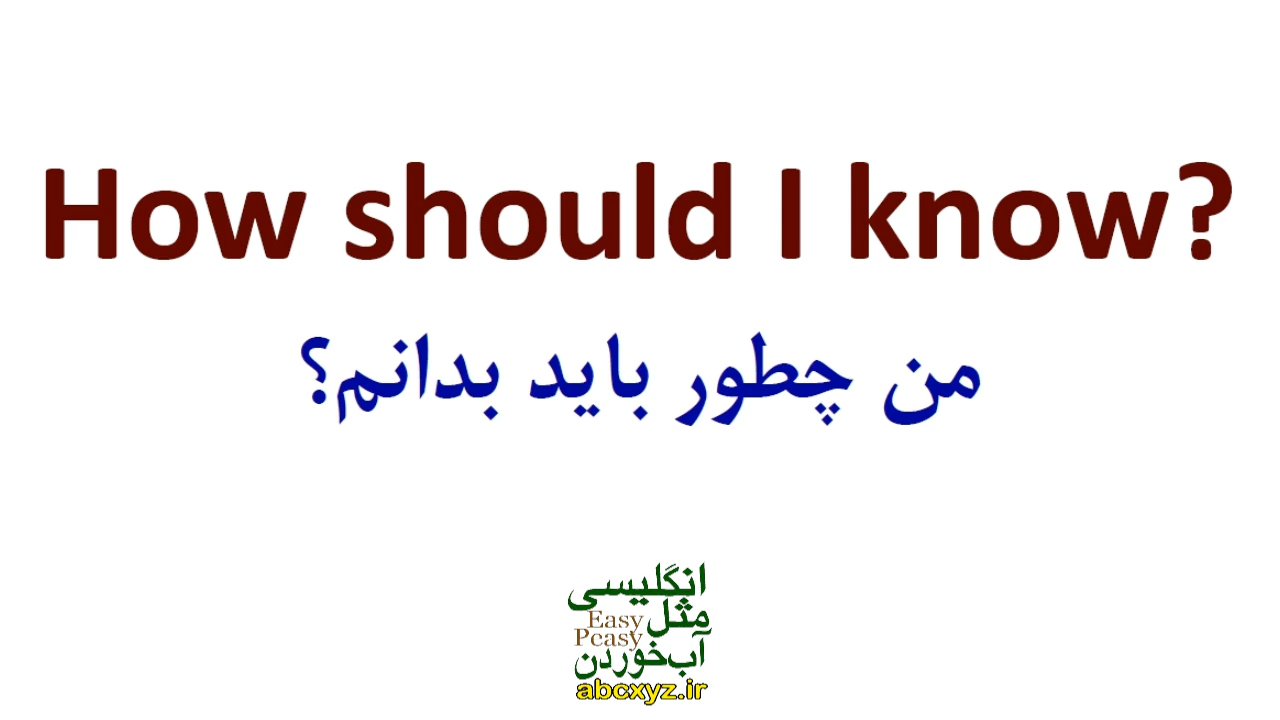 How should I know?
من چطور باید بدانم؟
انگلیسی
مثل
Easy
Peasy
آب‌خوردن
abcxyz.ir